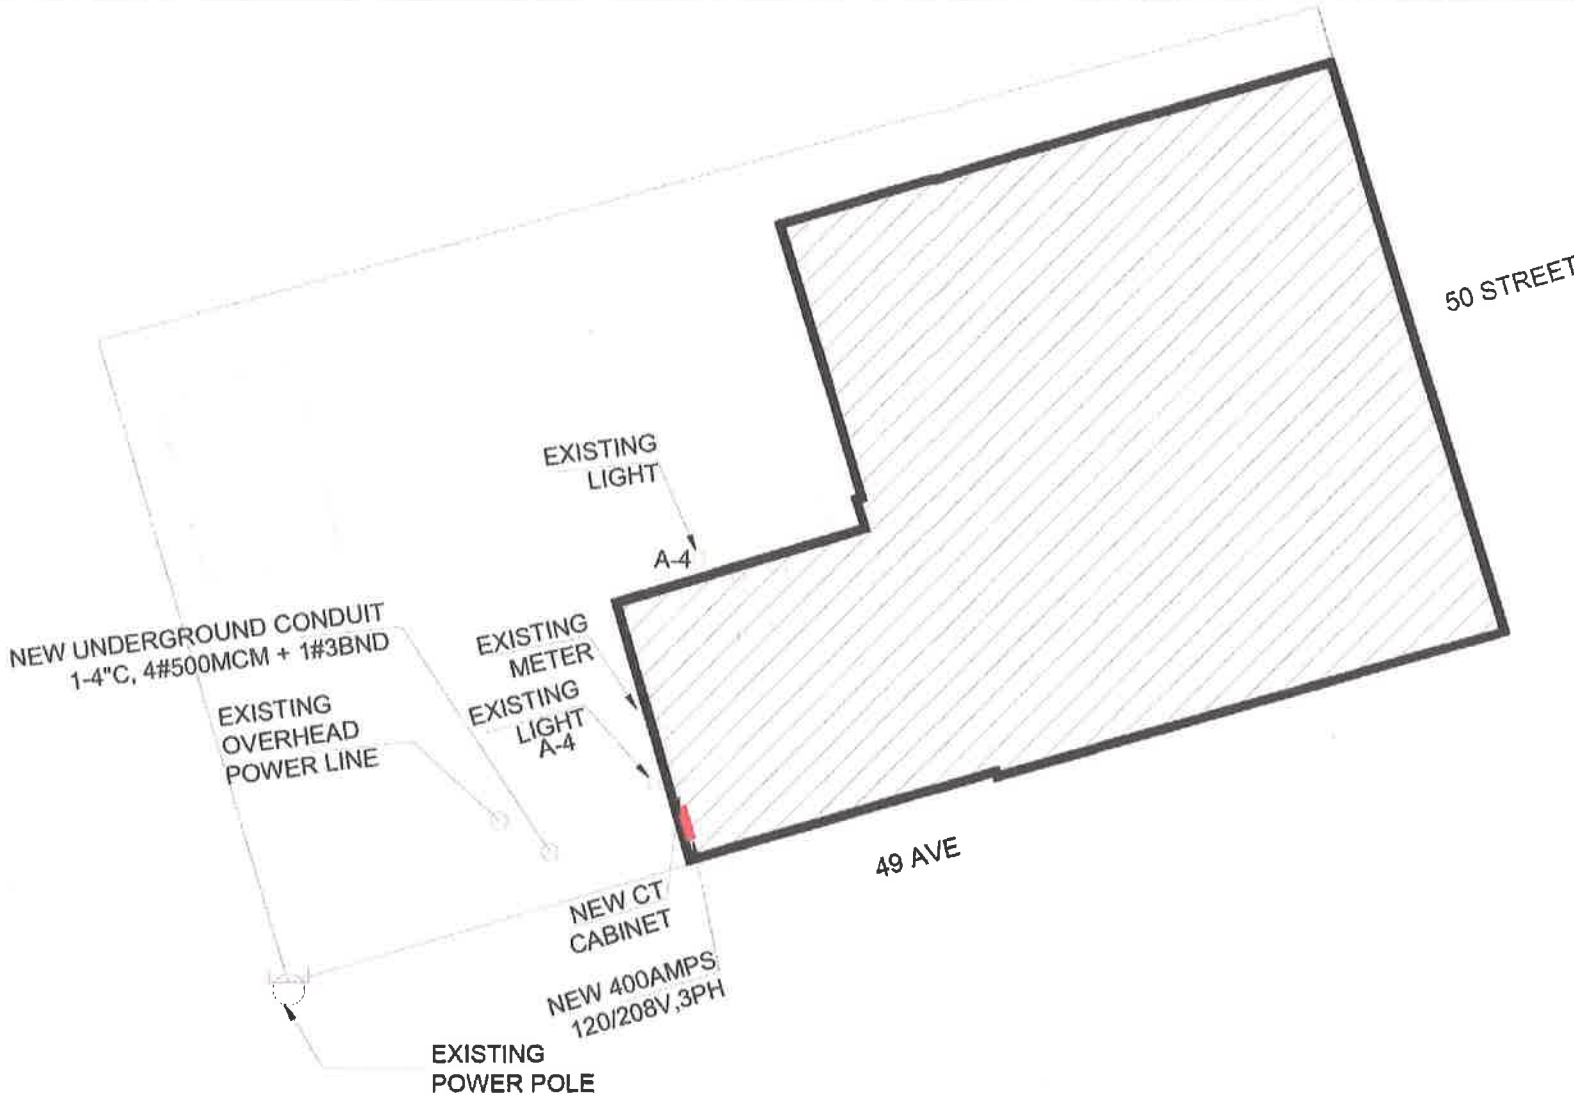 50 STREET
EXISTING
LIGHT
A-4
NEW UNDERGROUND CONDUIT
1-4"C, 4#500MCM + 1#3BND
EXISTING
METER
EXISTING
LIGHT
A-4
EXISTING
OVERHEAD
POWER LINE
49 AVE
NEW CT
CABINET
NEW 400AMPS
120/208V,3PH
EXISTING
POWER POLE